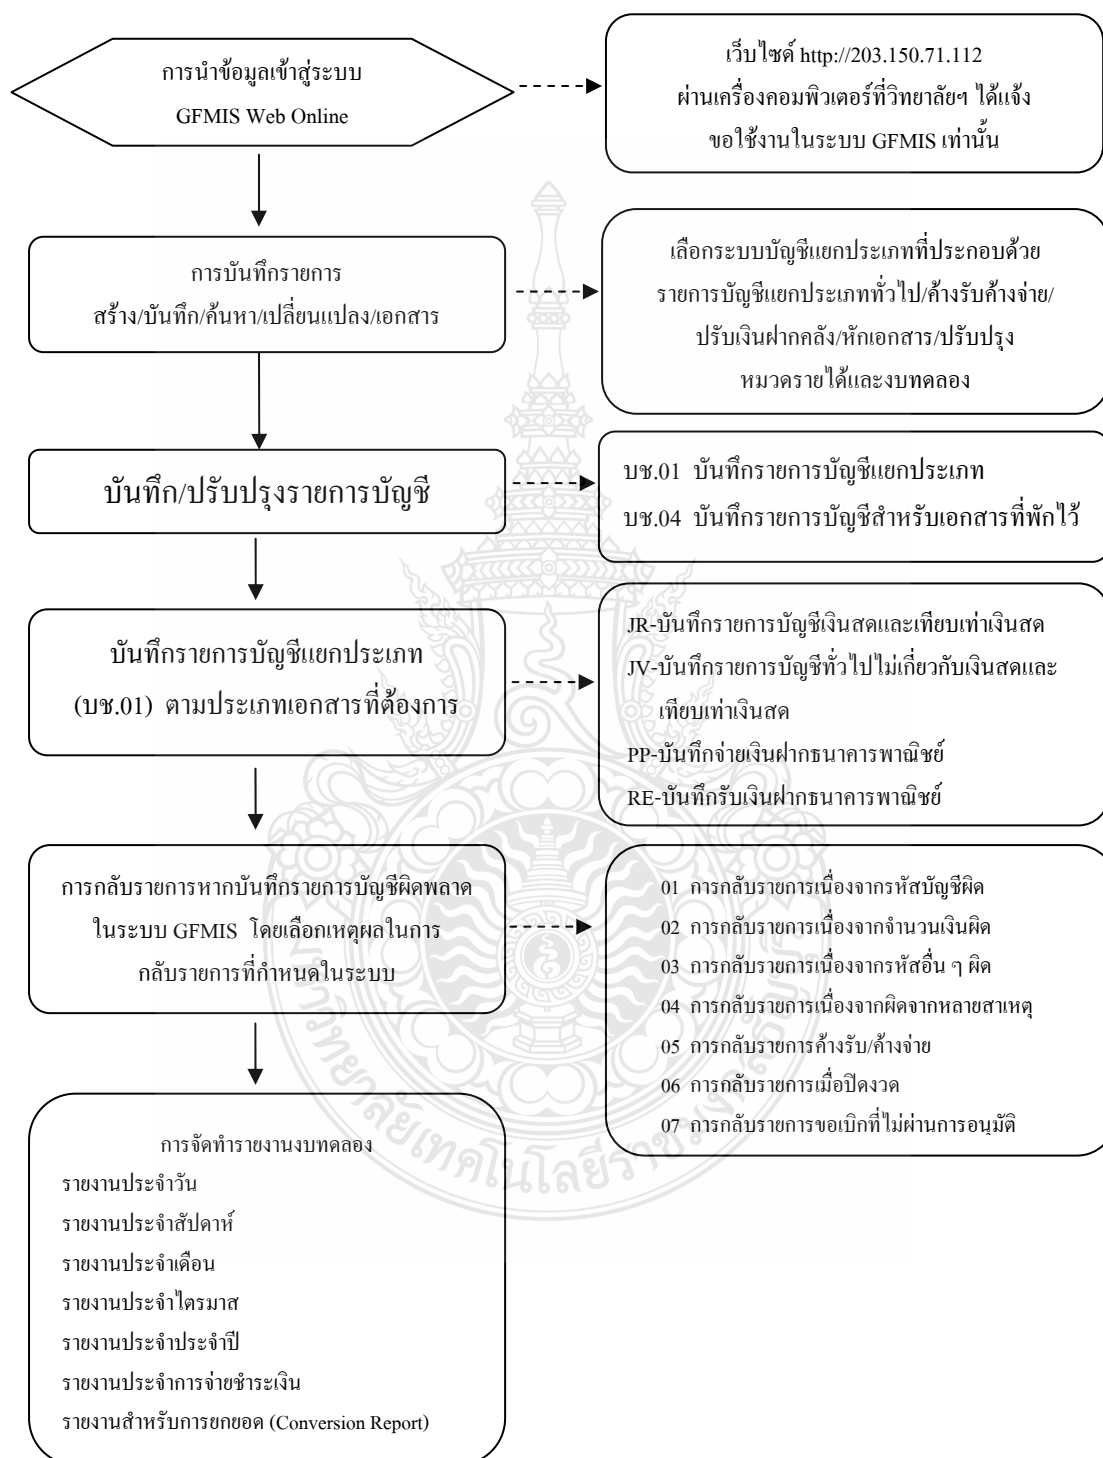 การนำข้อมูลเข้าสู่ระบบ
GFMIS Web Online
เว็บไซด์ http://203.150.71.112
ผ่านเครื่องคอมพิวเตอร์ที่วิทยาลัยฯ ได้แจ้ง
ขอใช้งานในระบบ GFMIS เท่านั้น
การบันทึกรายการ
สร้าง/บันทึก/ค้นหา/เปลี่ยนแปลง/เอกสาร
เลือกระบบบัญชีแยกประเภทที่ประกอบด้วย
รายการบัญชีแยกประเภททั่วไป/ค้างรับค้างจ่าย/
ปรับเงินฝากคลัง/หักเอกสาร/ปรับปรุง
หมวดรายได้และงบทดลอง
บันทึก/ปรับปรุงรายการบัญชี
บช.01 บันทึกรายการบัญชีแยกประเภท
บช.04 บันทึกรายการบัญชีสำหรับเอกสารที่พักไว้
บันทึกรายการบัญชีแยกประเภท
(บช.01) ตามประเภทเอกสารที่ต้องการ
JR-บันทึกรายการบัญชีเงินสดและเทียบเท่าเงินสด
JV-บันทึกรายการบัญชีทั่วไปไม่เกี่ยวกับเงินสดและ
เทียบเท่าเงินสด
PP-บันทึกจ่ายเงินฝากธนาคารพาณิชย์
RE-บันทึกรับเงินฝากธนาคารพาณิชย์
การกลับรายการหากบันทึกรายการบัญชีผิดพลาด
ในระบบ GFMIS โดยเลือกเหตุผลในการ
กลับรายการที่กำหนดในระบบ
01 การกลับรายการเนื่องจากรหัสบัญชีผิด
02 การกลับรายการเนื่องจากจำนวนเงินผิด
03 การกลับรายการเนื่องจากรหัสอื่น ๆ ผิด
04 การกลับรายการเนื่องจากผิดจากหลายสาเหตุ
05 การกลับรายการค้างรับ/ค้างจ่าย
06 การกลับรายการเมื่อปิดงวด
07 การกลับรายการขอเบิกที่ไม่ผ่านการอนุมัติ
การจัดทำรายงานงบทดลอง
รายงานประจำวัน
รายงานประจำสัปดาห์
รายงานประจำเดือน
รายงานประจำไตรมาส
รายงานประจำประจำปี
รายงานประจำการจ่ายชำระเงิน
รายงานสำหรับการยกยอด (Conversion Report)